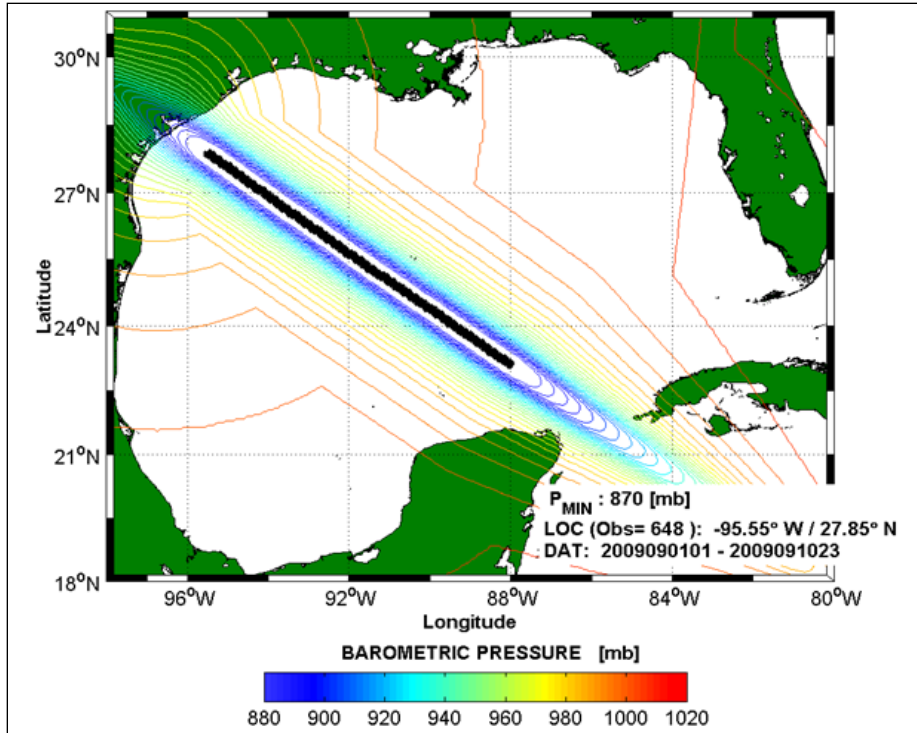 30°N
27°N
24°N
21°N
18°N
Latitude
P_MIN : 870 [mb]
LOC (Obs= 648 ): -95.55° W / 27.85° N
DAT: 2009090101 - 2009091023
96°W 92°W 88°W 84°W 80°W
Longitude
BAROMETRIC PRESSURE [mb]
880 900 920 940 960 980 1000 1020